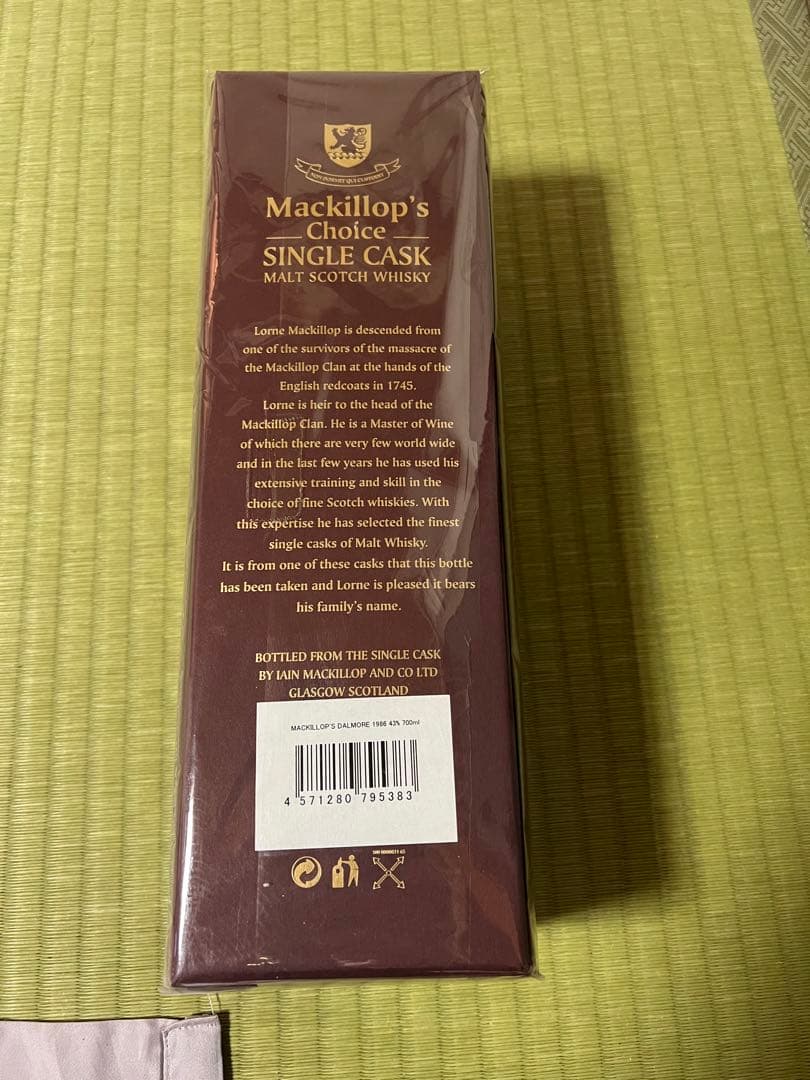 Mackillop's
Choice
SINGLE CASK
MALT SCOTCH WHISKY
Lorne Mackillop is descended from
one of the survivors of the massacre of
the Mackillop Clan at the hands of the
English redcoats in 1745.
Lorne is heir to the head of the
Mackillop Clan. He is a Master of Wine
of which there are very few world wide
and in the last few years he has used his
extensive training and skill in the
choice of fine Scotch whiskies. With
this expertise he has selected the finest
single casks of Malt Whisky.
It is from one of these casks that this bottle
has been taken and Lorne is pleased it bears
his family's name.
BOTTLED FROM THE SINGLE CASK
BY IAIN MACKILLOP AND CO LTD
GLASGOW SCOTLAND
MACKILLOP'S DALMORE 1986 43% 700ml
4 571280 795383